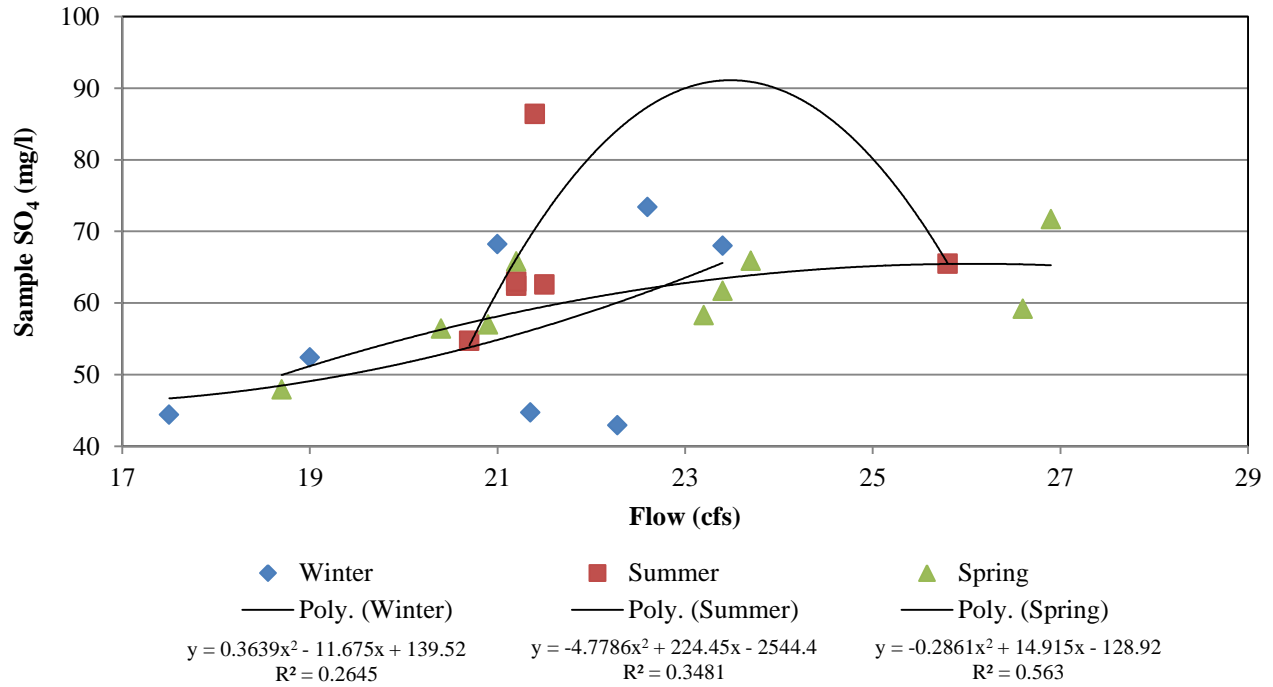 100
90
80
70
60
50
40
Sample SO₄ (mg/l)
17 19 21 23 25 27 29
Flow (cfs)
Winter Summer Spring
Poly. (Winter) Poly. (Summer) Poly. (Spring)
y = 0.3639x² - 11.675x + 139.52 y = -4.7786x² + 224.45x - 2544.4 y = -0.2861x² + 14.915x - 128.92
R² = 0.2645 R² = 0.3481 R² = 0.563